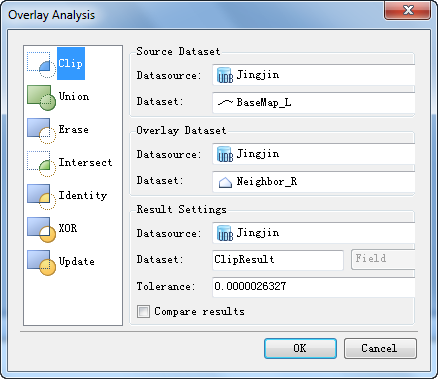 Overlay Analysis
Clip
Union
Erase
Intersect
Identity
XOR
Update
Source Dataset
Datasource: UDB Jingjin
Dataset: BaseMap_L
Overlay Dataset
Datasource: UDB Jingjin
Dataset: Neighbor_R
Result Settings
Datasource: UDB Jingjin
Dataset: ClipResult Field
Tolerance: 0.0000026327
Compare results
OK Cancel